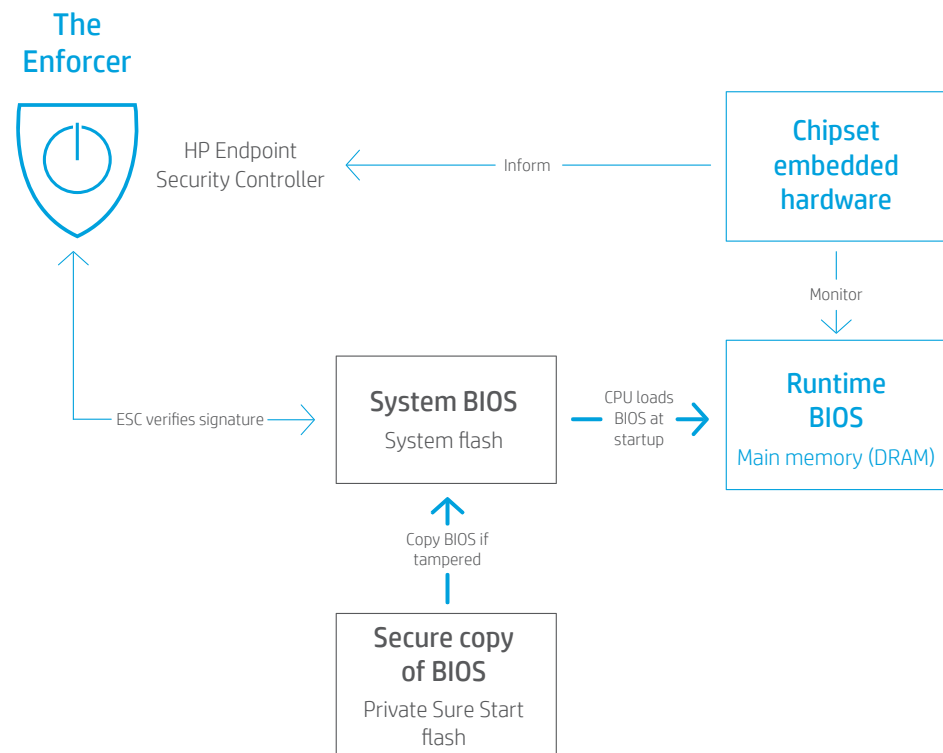 The
Enforcer
HP Endpoint
Security Controller
Inform
Chipset
embedded
hardware
Monitor
ESC verifies signature
System BIOS
System flash
CPU loads
BIOS at
startup
Runtime
BIOS
Main memory (DRAM)
Copy BIOS if
tampered
Secure copy
of BIOS
Private Sure Start
flash